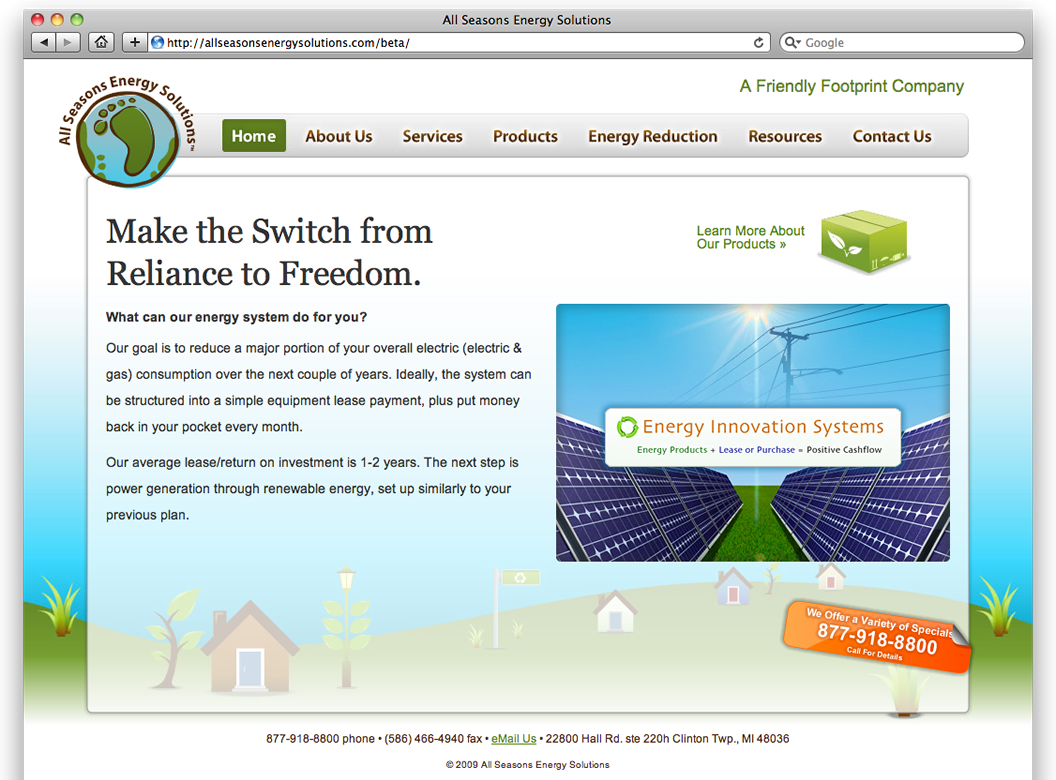 All Seasons Energy Solutions
http://allseasonsenergysolutions.com/beta/
Google
All Seasons Energy Solutions™
A Friendly Footprint Company
Home About Us Services Products Energy Reduction Resources Contact Us
Make the Switch from
Reliance to Freedom.
Learn More About
Our Products »
What can our energy system do for you?
Our goal is to reduce a major portion of your overall electric (electric &
gas) consumption over the next couple of years. Ideally, the system can
be structured into a simple equipment lease payment, plus put money
back in your pocket every month.
Our average lease/return on investment is 1-2 years. The next step is
power generation through renewable energy, set up similarly to your
previous plan.
Energy Innovation Systems
Energy Products + Lease or Purchase = Positive Cashflow
We Offer a Variety of Specials
877-918-8800
Call For Details
877-918-8800 phone • (586) 466-4940 fax • eMail Us • 22800 Hall Rd. ste 220h Clinton Twp., MI 48036
© 2009 All Seasons Energy Solutions